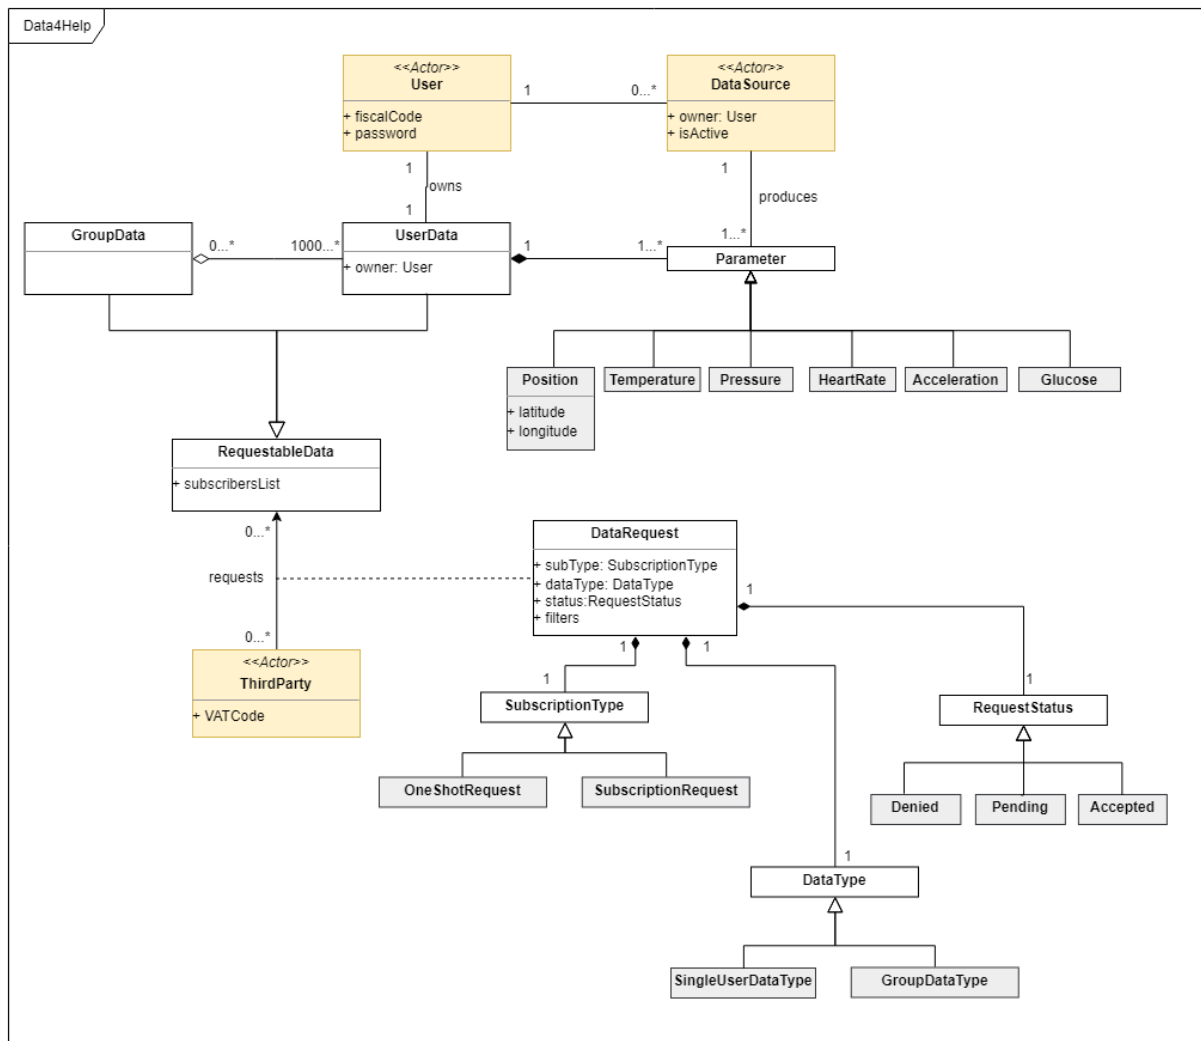 Data4Help
<<Actor>>
User
+ fiscalCode
+ password
1
0...*
<<Actor>>
DataSource
+ owner: User
+ isActive
1
owns
1
1
produces
1...*
GroupData
0...*
1000...*
UserData
+ owner: User
1
1...*
Parameter
Position
+ latitude
+ longitude
Temperature
Pressure
HeartRate
Acceleration
Glucose
RequestableData
+ subscribersList
0...*
requests
0...*
<<Actor>>
ThirdParty
+ VATCode
DataRequest
+ subType: SubscriptionType
+ dataType: DataType
+ status:RequestStatus
+ filters
1
1
1
1
SubscriptionType
OneShotRequest
SubscriptionRequest
1
RequestStatus
Denied
Pending
Accepted
1
DataType
SingleUserDataType
GroupDataType